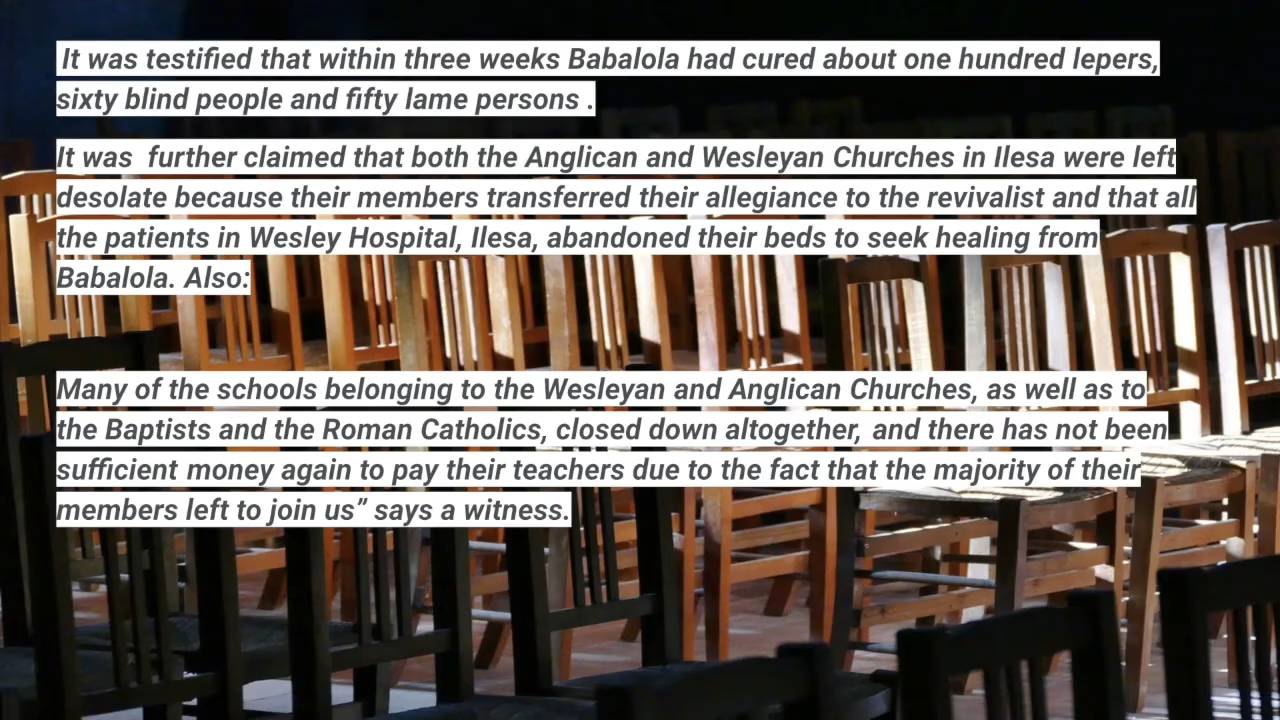 It was testified that within three weeks Babalola had cured about one hundred lepers,
sixty blind people and fifty lame persons .
It was  further claimed that both the Anglican and Wesleyan Churches in Ilesa were left
desolate because their members transferred their allegiance to the revivalist and that all
the patients in Wesley Hospital, Ilesa, abandoned their beds to seek healing from
Babalola. Also:
Many of the schools belonging to the Wesleyan and Anglican Churches, as well as to
the Baptists and the Roman Catholics, closed down altogether, and there has not been
sufficient money again to pay their teachers due to the fact that the majority of their
members left to join us” says a witness.